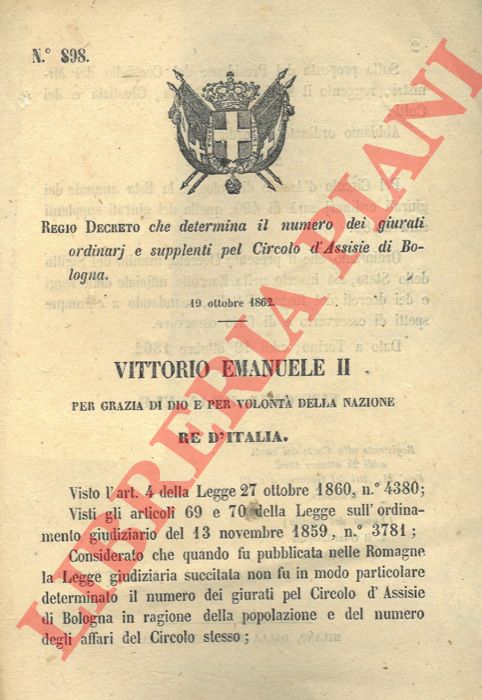 N.° 898.
REGIO DECRETO che determina il numero dei giurati
ordinarj e supplenti pel Circolo d'Assisie di Bo-
logna.
19 ottobre 1862.
VITTORIO EMANUELE II
PER GRAZIA DI DIO E PER VOLONTÀ DELLA NAZIONE
RE D'ITALIA.
Visto l'art. 4 della Legge 27 ottobre 1860, n.° 4380;
Visti gli articoli 69 e 70 della Legge sull'ordina-
mento giudiziario del 13 novembre 1859, n.° 3781;
Considerato che quando fu pubblicata nelle Romagne
la Legge giudiziaria succitata non fu in modo particolare
determinato il numero dei giurati pel Circolo d'Assisie
di Bologna in ragione della popolazione e del numero
degli affari del Circolo stesso;
LIBRERIA PIANI